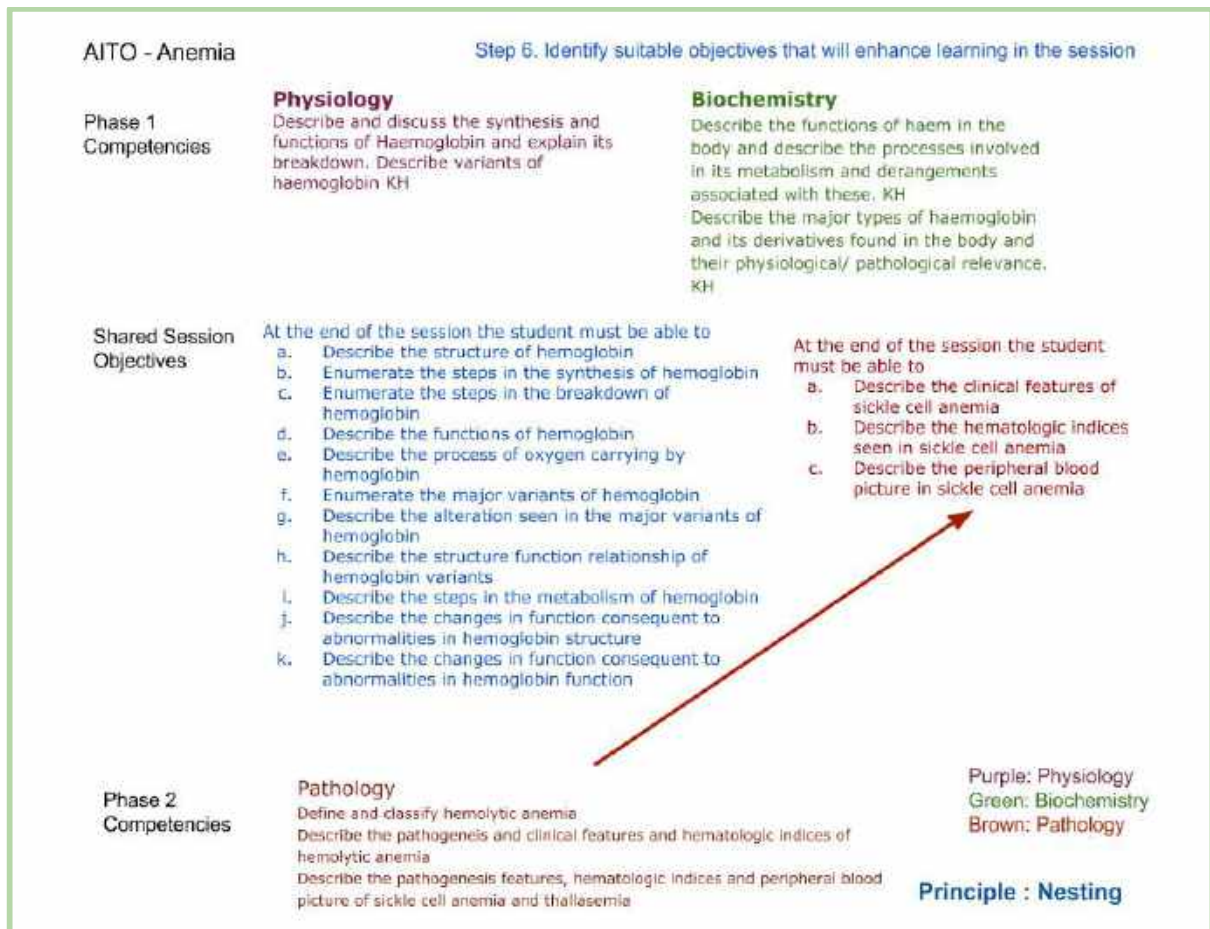 AITO - Anemia
Step 6. Identify suitable objectives that will enhance learning in the session
Phase 1
Competencies
Physiology
Describe and discuss the synthesis and
functions of Haemoglobin and explain its
breakdown. Describe variants of
haemoglobin KH
Biochemistry
Describe the functions of haem in the
body and describe the processes involved
in its metabolism and derangements
associated with these. KH
Describe the major types of haemoglobin
and its derivatives found in the body and
their physiological/ pathological relevance.
KH
Shared Session
Objectives
At the end of the session the student must be able to
a. Describe the structure of hemoglobin
b. Enumerate the steps in the synthesis of hemoglobin
c. Enumerate the steps in the breakdown of
hemoglobin
d. Describe the functions of hemoglobin
e. Describe the process of oxygen carrying by
hemoglobin
f. Enumerate the major variants of hemoglobin
g. Describe the alteration seen in the major variants of
hemoglobin
h. Describe the structure function relationship of
hemoglobin variants
i. Describe the steps in the metabolism of hemoglobin
j. Describe the changes in function consequent to
abnormalities in hemoglobin structure
k. Describe the changes in function consequent to
abnormalities in hemoglobin function
At the end of the session the student
must be able to
a. Describe the clinical features of
sickle cell anemia
b. Describe the hematologic indices
seen in sickle cell anemia
c. Describe the peripheral blood
picture in sickle cell anemia
Phase 2
Competencies
Pathology
Define and classify hemolytic anemia
Describe the pathogeneis and clinical features and hematologic indices of
hemolytic anemia
Describe the pathogenesis features, hematologic indices and peripheral blood
picture of sickle cell anemia and thallasemia
Purple: Physiology
Green: Biochemistry
Brown: Pathology
Principle : Nesting